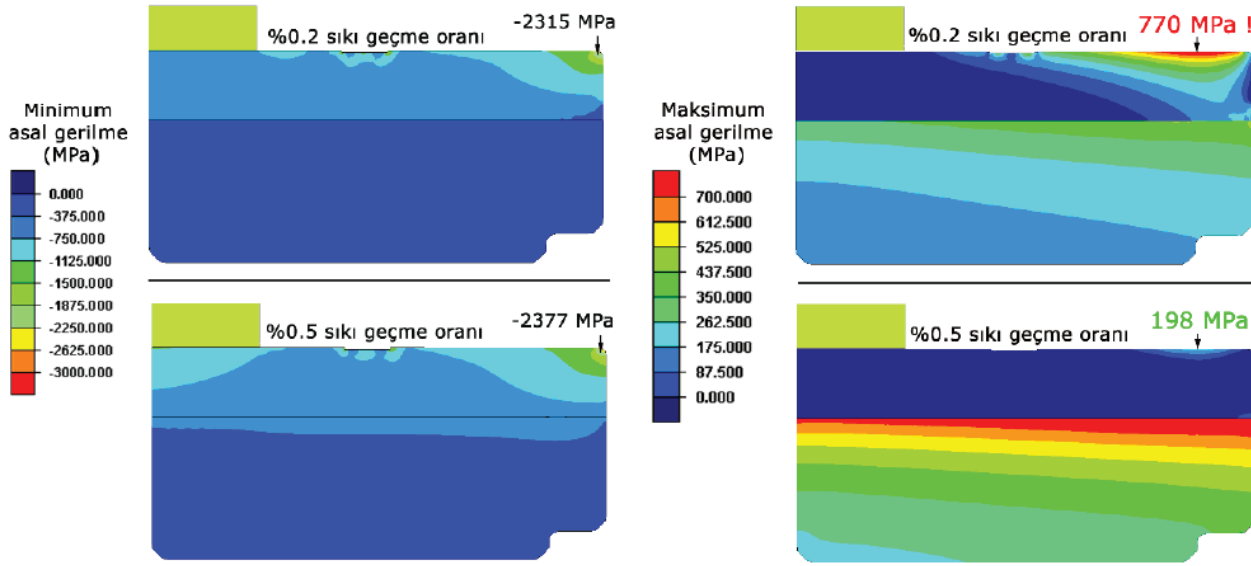 %0.2 sıkı geçme oranı
-2315 MPa
Minimum
asal gerilme
(MPa)
0.000
-375.000
-750.000
-1125.000
-1500.000
-1875.000
-2250.000
-2625.000
-3000.000
%0.5 sıkı geçme oranı
-2377 MPa
%0.2 sıkı geçme oranı
770 MPa !
Maksimum
asal gerilme
(MPa)
700.000
612.500
525.000
437.500
350.000
262.500
175.000
87.500
0.000
%0.5 sıkı geçme oranı
198 MPa